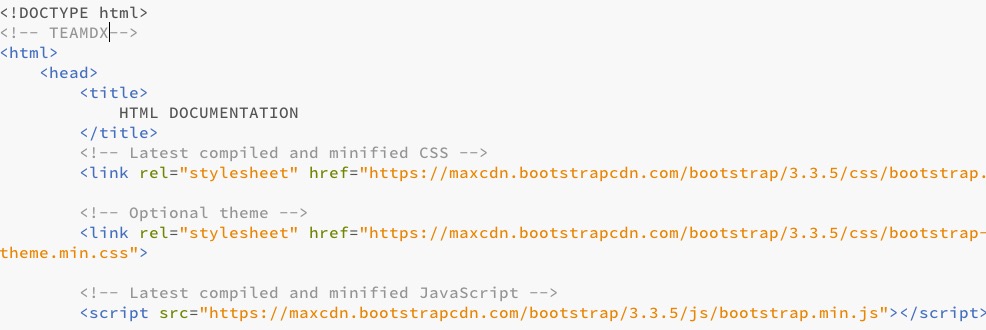 <!DOCTYPE html>
<!-- TEAMDX-->
<html>
<head>
<title>
HTML DOCUMENTATION
</title>
<!-- Latest compiled and minified CSS -->
<link rel="stylesheet" href="https://maxcdn.bootstrapcdn.com/bootstrap/3.3.5/css/bootstrap.
<!-- Optional theme -->
<link rel="stylesheet" href="https://maxcdn.bootstrapcdn.com/bootstrap/3.3.5/css/bootstrap-
theme.min.css">
<!-- Latest compiled and minified JavaScript -->
<script src="https://maxcdn.bootstrapcdn.com/bootstrap/3.3.5/js/bootstrap.min.js"></script>